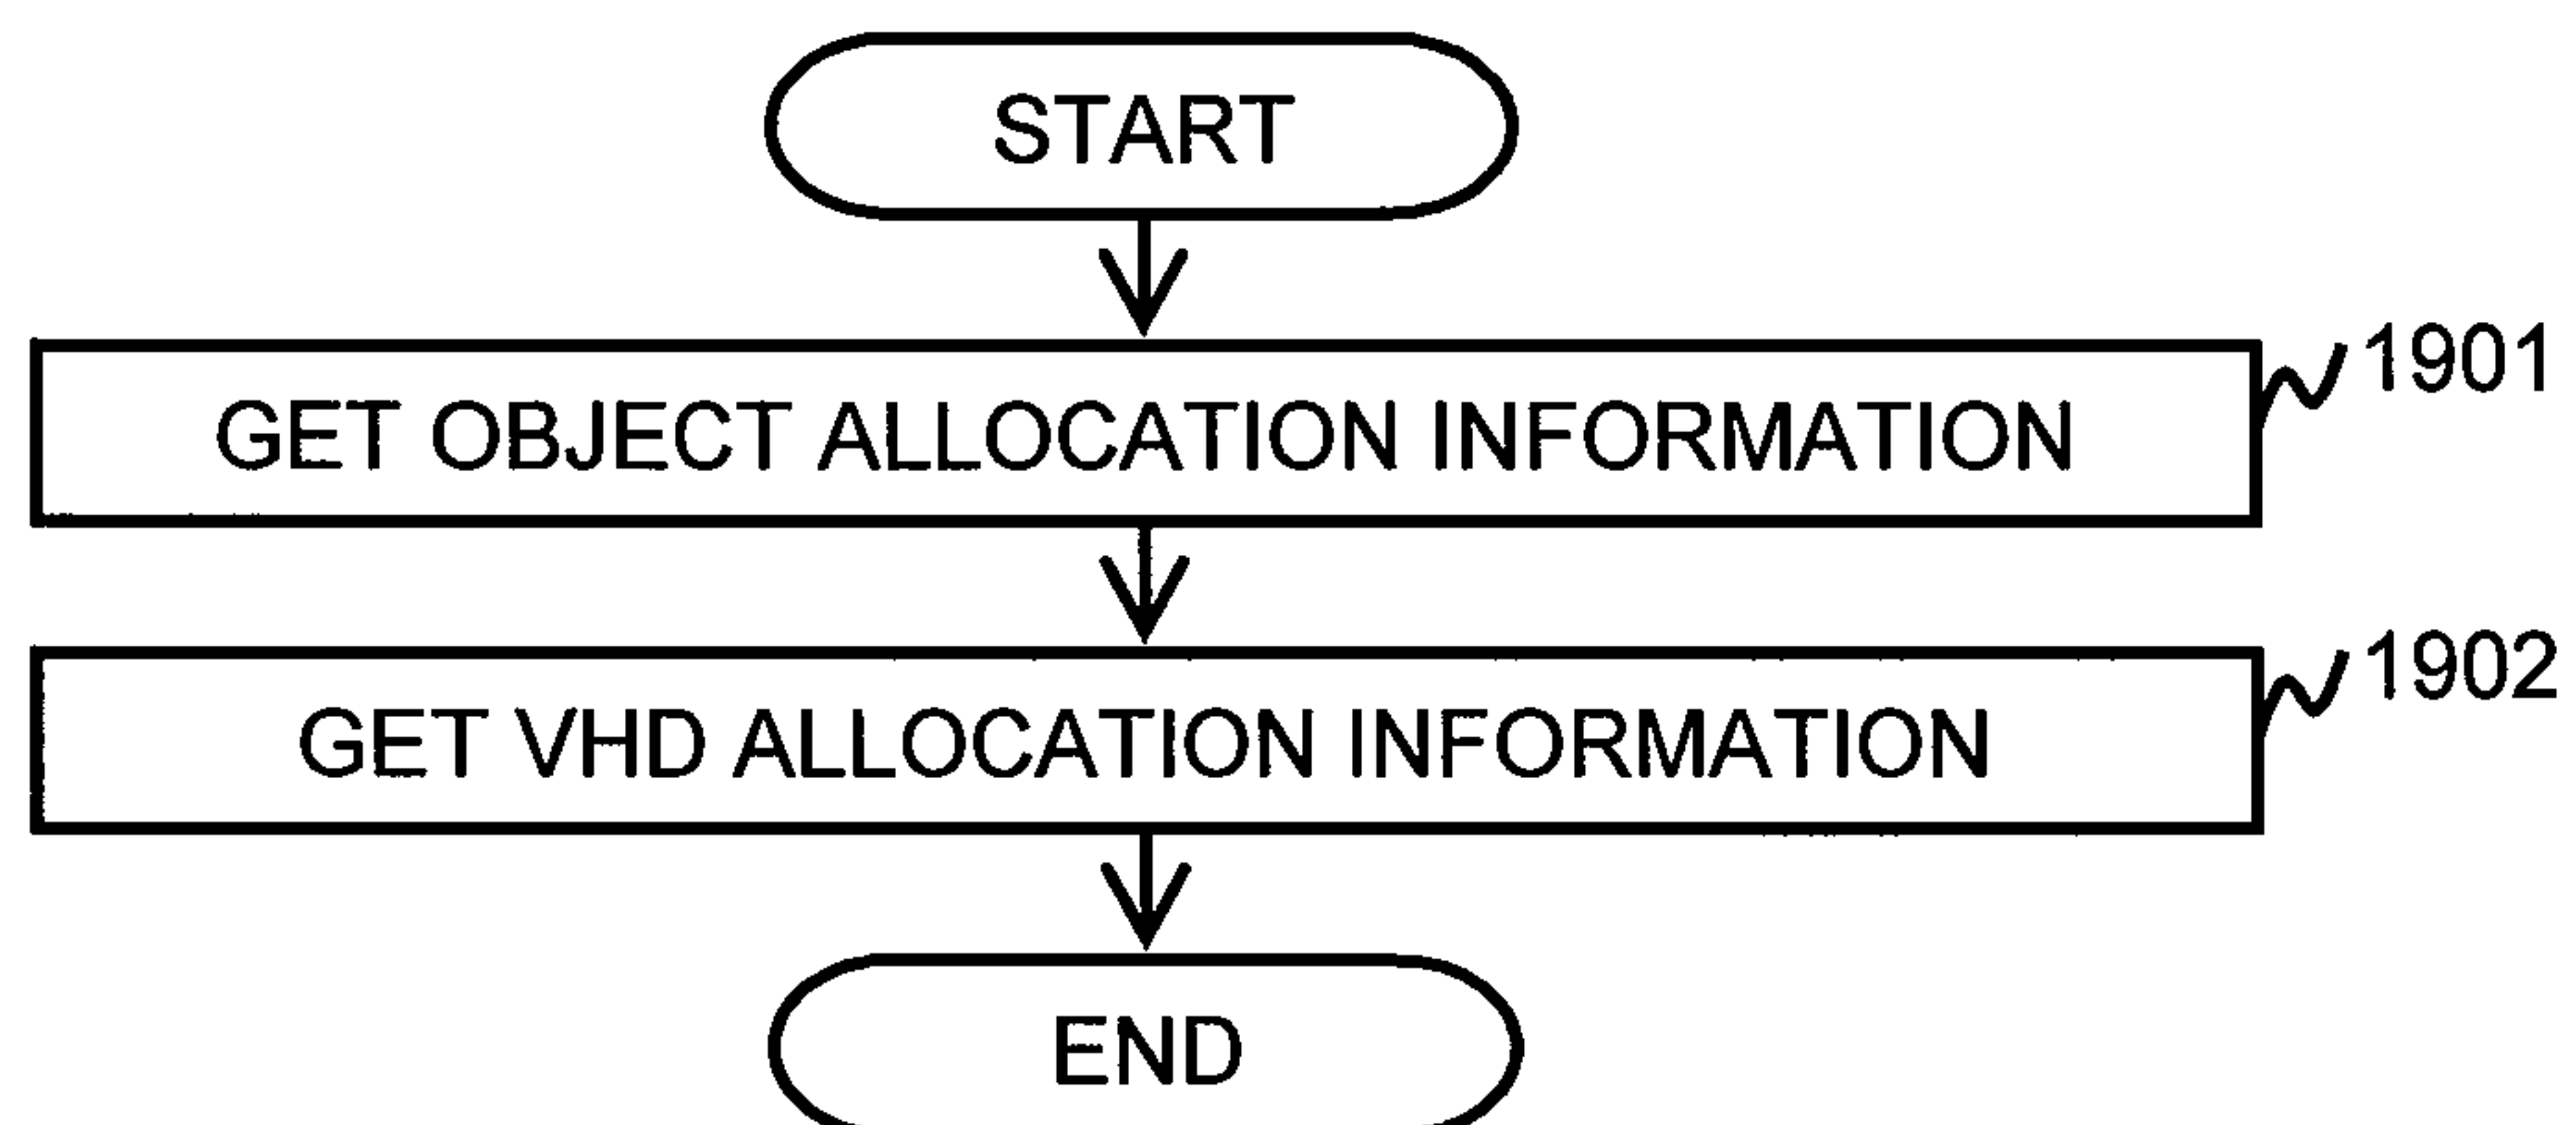 START
1901
GET OBJECT ALLOCATION INFORMATION
1902
GET VHD ALLOCATION INFORMATION
END